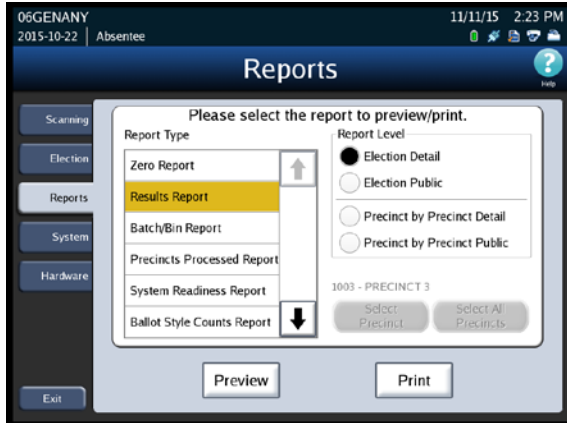 06GENANY
11/11/15 2:23 PM
2015-10-22 | Absentee
Reports
Help
Scanning
Election
Reports
System
Hardware
Exit
Please select the report to preview/print.
Report Type
Zero Report
Results Report
Batch/Bin Report
Precincts Processed Report
System Readiness Report
Ballot Style Counts Report
Report Level
Election Detail
Election Public
Precinct by Precinct Detail
Precinct by Precinct Public
1003 - PRECINCT 3
Select
Precinct
Select All
Precincts
Preview
Print